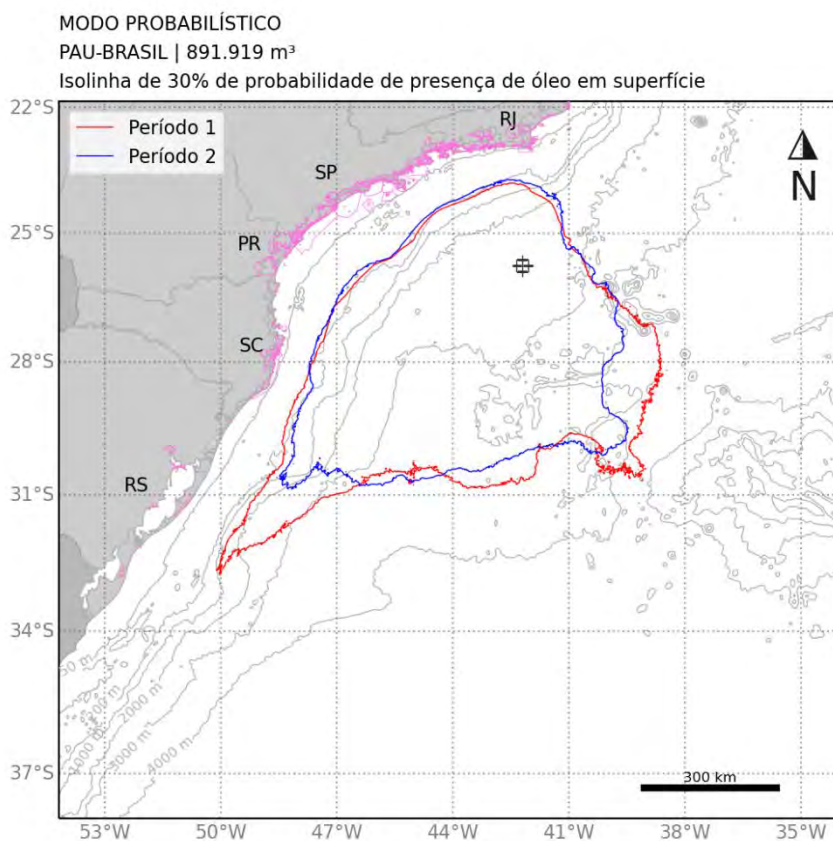 MODO PROBABILÍSTICO
PAU-BRASIL | 891.919 m³
Isolinha de 30% de probabilidade de presença de óleo em superfície
22°S
Período 1
Período 2
RJ
SP
N
25°S
PR
SC
28°S
31°S
RS
34°S
50 m
1000 m
2000 m
3000 m
4000 m
37°S
300 km
53°W
50°W
47°W
44°W
41°W
38°W
35°W